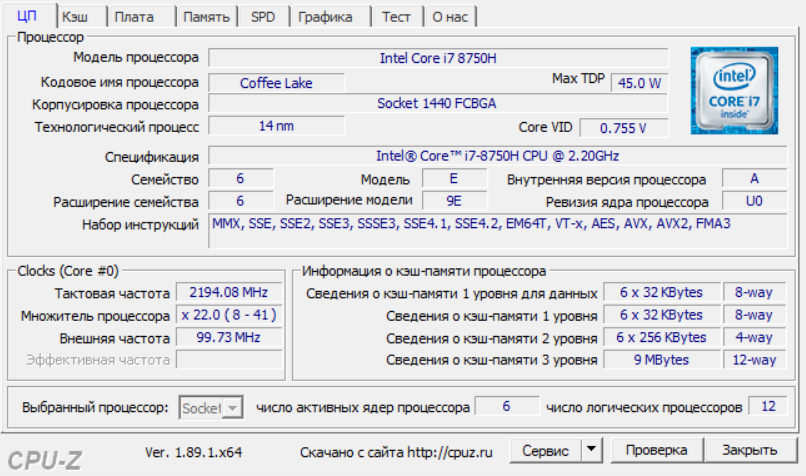 ЦП Кэш Плата Память SPD Графика Тест О нас
Процессор
Модель процессора Intel Core i7 8750H
Кодовое имя процессора Coffee Lake Max TDP 45.0 W
Корпусировка процессора Socket 1440 FCBGA
Технологический процесс 14 nm Core VID 0.755 V
(intel)
CORE i7
inside™
Спецификация Intel® Core™ i7-8750H CPU @ 2.20GHz
Семейство 6 Модель E Внутренняя версия процессора A
Расширение семейства 6 Расширение модели 9E Ревизия ядра процессора U0
Набор инструкций MMX, SSE, SSE2, SSE3, SSSE3, SSE4.1, SSE4.2, EM64T, VT-x, AES, AVX, AVX2, FMA3
Clocks (Core #0) Информация о кэш-памяти процессора
Тактовая частота 2194.08 MHz Сведения о кэш-памяти 1 уровня для данных 6 x 32 KBytes 8-way
Множитель процессора x 22.0 ( 8 - 41 ) Сведения о кэш-памяти 1 уровня 6 x 32 KBytes 8-way
Внешняя частота 99.73 MHz Сведения о кэш-памяти 2 уровня 6 x 256 KBytes 4-way
Эффективная частота Сведения о кэш-памяти 3 уровня 9 MBytes 12-way
Выбранный процессор: Socket число активных ядер процессора 6 число логических процессоров 12
CPU-Z Ver. 1.89.1.x64 Скачано с сайта http://cpuz.ru Сервис Проверка Закрыть